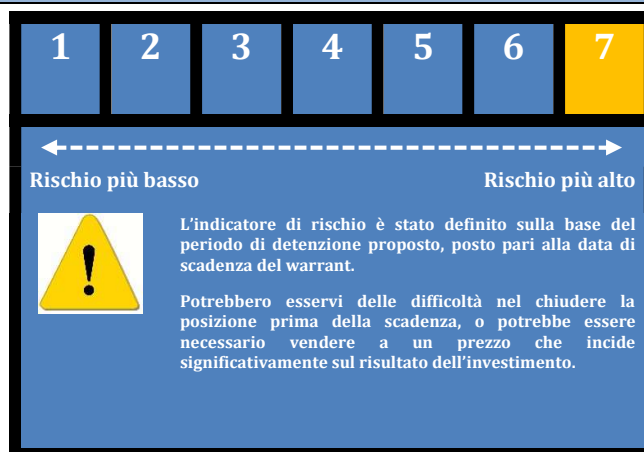 1 2 3 4 5 6 7
Rischio più basso Rischio più alto
L'indicatore di rischio è stato definito sulla base del
periodo di detenzione proposto, posto pari alla data di
scadenza del warrant.
Potrebbero esservi delle difficoltà nel chiudere la
posizione prima della scadenza, o potrebbe essere
necessario vendere a un prezzo che incide
significativamente sul risultato dell'investimento.